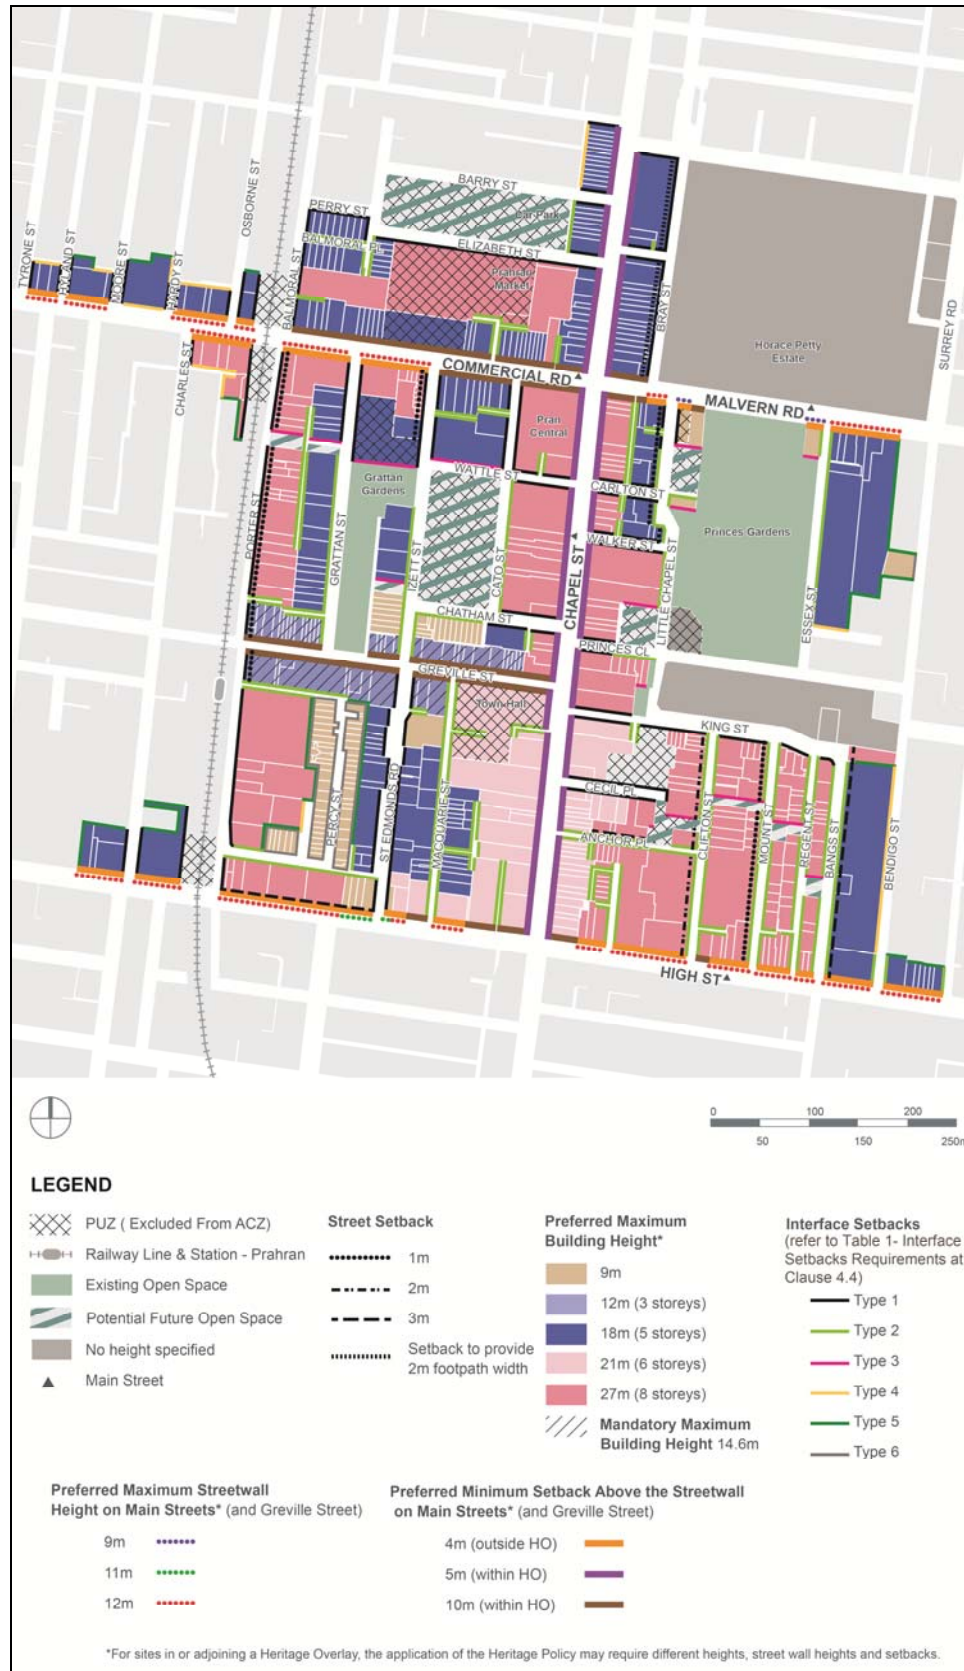 BARRY ST
Car Park
PERRY ST
BALMORAL PL
ELIZABETH ST
Prahran
Market
OSBORNE ST
TYRONE ST
HYLAND ST
MOORE ST
HARDY ST
BALMORAL ST
BRAY ST
SURREY RD
Horace Petty
Estate
CHARLES ST
COMMERCIAL RD
MALVERN RD
Pran
Central
WATTLE ST
Grattan
Gardens
CARLTON ST
Princes Gardens
WALKER ST
PORTER ST
GRATTAN ST
IZETT ST
CATO ST
CHAPEL ST
LITTLE CHAPEL ST
ESSEX ST
CHATHAM ST
PRINCES CL
GREVILLE ST
Town Hall
KING ST
CECIL PL
ANCHOR PL
PERCY ST
ST EDMONDS RD
MACQUARIE ST
CLIFTON ST
MOUNT ST
REGENT ST
BANGS ST
BENDIGO ST
HIGH ST
0 100 200
50 150 250m
LEGEND
PUZ ( Excluded From ACZ)
Railway Line & Station - Prahran
Existing Open Space
Potential Future Open Space
No height specified
Main Street
Street Setback
1m
2m
3m
Setback to provide
2m footpath width
Preferred Maximum
Building Height*
9m
12m (3 storeys)
18m (5 storeys)
21m (6 storeys)
27m (8 storeys)
Mandatory Maximum
Building Height 14.6m
Interface Setbacks
(refer to Table 1- Interface
Setbacks Requirements at
Clause 4.4)
Type 1
Type 2
Type 3
Type 4
Type 5
Type 6
Preferred Maximum Streetwall
Height on Main Streets* (and Greville Street)
9m
11m
12m
Preferred Minimum Setback Above the Streetwall
on Main Streets* (and Greville Street)
4m (outside HO)
5m (within HO)
10m (within HO)
*For sites in or adjoining a Heritage Overlay, the application of the Heritage Policy may require different heights, street wall heights and setbacks.